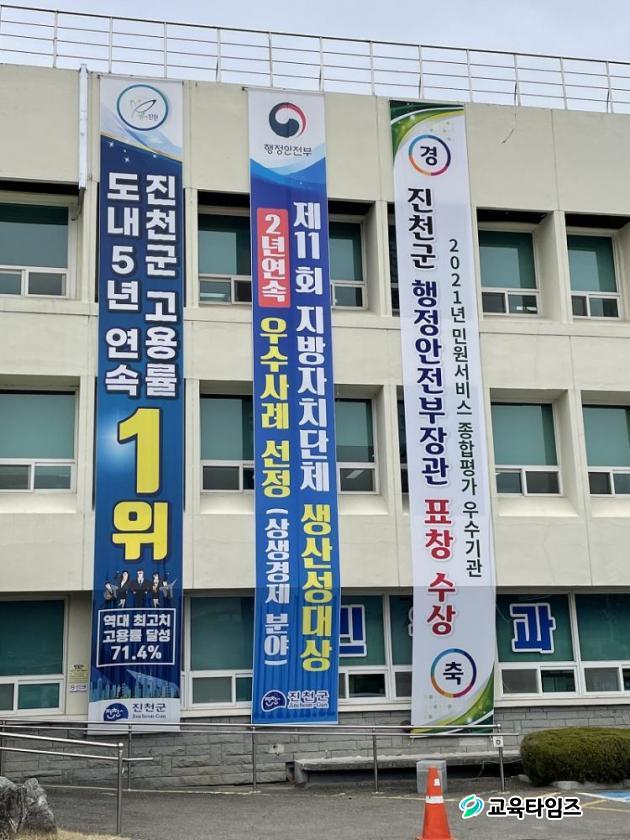 진천군 고용률
도내 5년 연속
1위
역대 최고치
고용률 달성
71.4%
진천군
행정안전부
제11회 지방자치단체 생산성대상
2년연속 우수사례 선정 (상생경제 분야)
진천군
Jincheon-Gun
경
2021년 민원서비스 종합평가 우수기관
진천군 행정안전부장관 표창 수상
축
민
과
교육타임즈